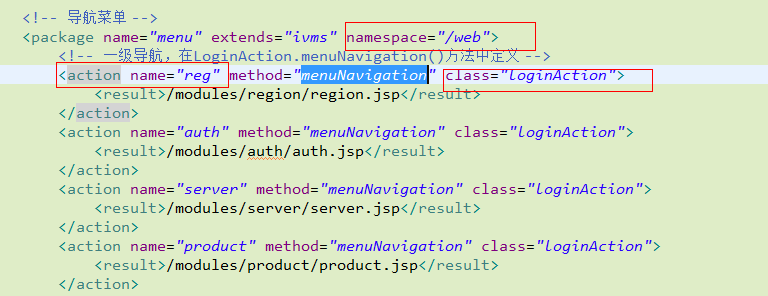 <!-- 导航菜单 -->
<package name="menu" extends="ivms" namespace="/web">
<!-- 一级导航，在LoginAction.menuNavigation()方法中定义 -->
<action name="reg" method="menuNavigation" class="loginAction">
<result>/modules/region/region.jsp</result>
</action>
<action name="auth" method="menuNavigation" class="loginAction">
<result>/modules/auth/auth.jsp</result>
</action>
<action name="server" method="menuNavigation" class="loginAction">
<result>/modules/server/server.jsp</result>
</action>
<action name="product" method="menuNavigation" class="loginAction">
<result>/modules/product/product.jsp</result>
</action>